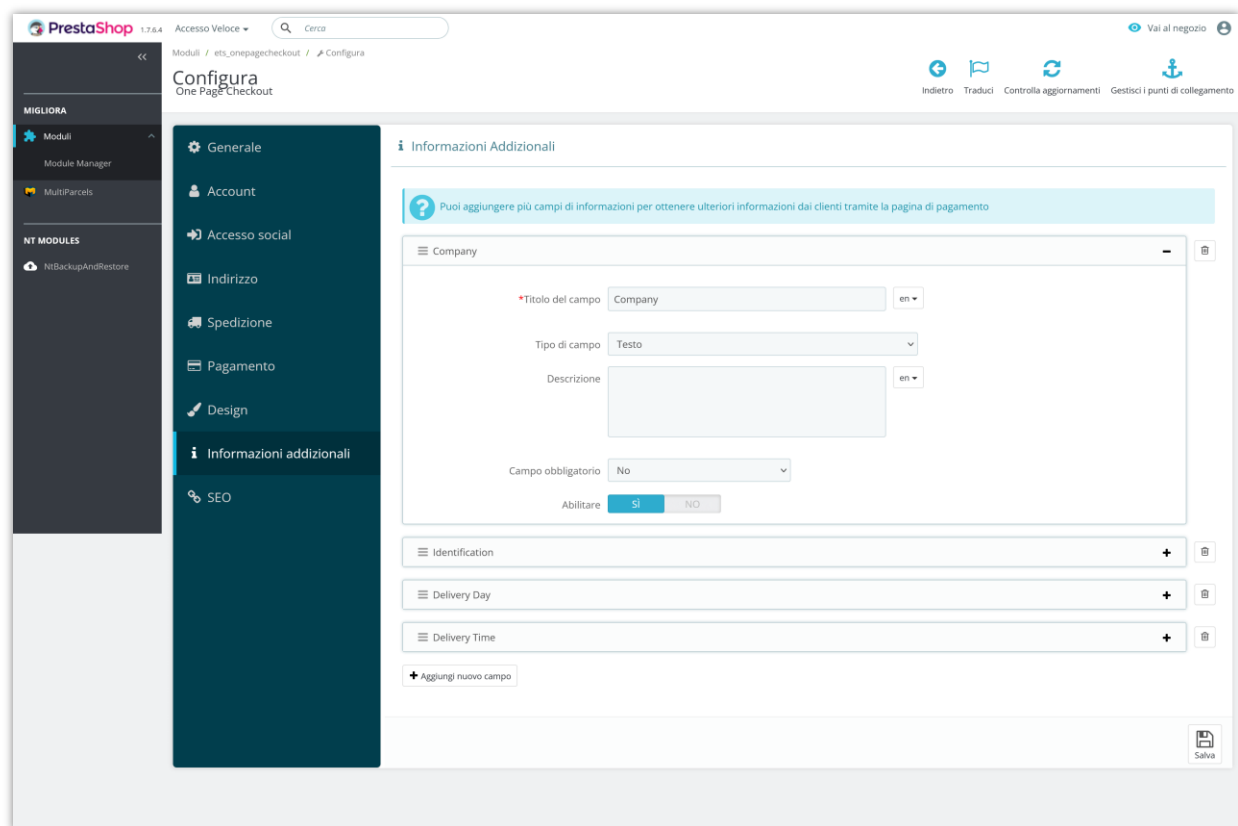 PrestaShop 1.7.6.4 Accesso Veloce Cerca Vai al negozio
Moduli / ets_onepagecheckout / Configura
Configura
One Page Checkout
Indietro Traduci Controlla aggiornamenti Gestisci i punti di collegamento
MIGLIORA
Moduli
Module Manager
MultiParcels
NT MODULES
NtBackupAndRestore
Generale
Account
Accesso social
Indirizzo
Spedizione
Pagamento
Design
Informazioni addizionali
SEO
Informazioni Addizionali
Puoi aggiungere più campi di informazioni per ottenere ulteriori informazioni dai clienti tramite la pagina di pagamento
Company
*Titolo del campo Company en
Tipo di campo Testo
Descrizione en
Campo obbligatorio No
Abilitare SÌ NO
Identification
Delivery Day
Delivery Time
Aggiungi nuovo campo
Salva